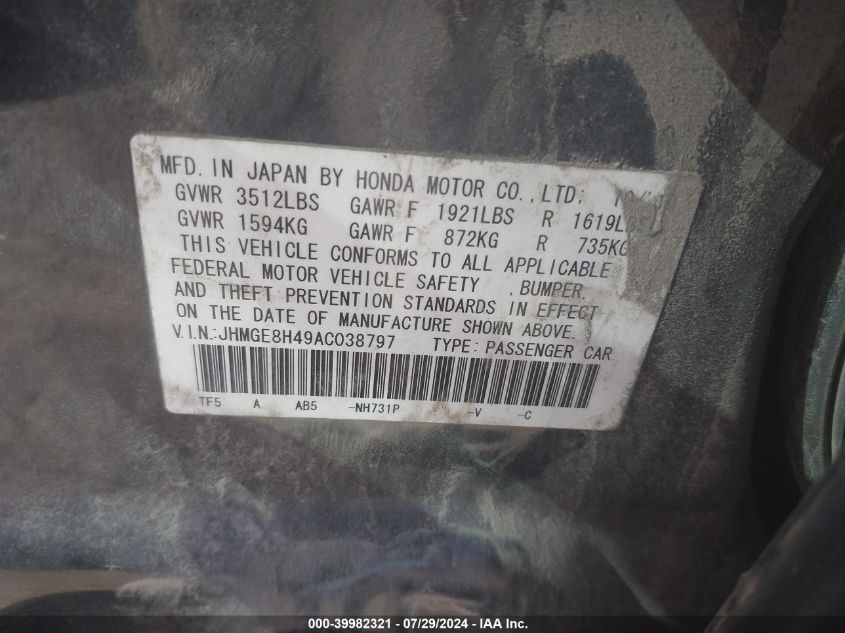 MFD. IN JAPAN BY HONDA MOTOR CO., LTD;
GVWR 3512LBS GAWR F 1921LBS R 1619LB
GVWR 1594KG GAWR F 872KG R 735KG
THIS VEHICLE CONFORMS TO ALL APPLICABLE
FEDERAL MOTOR VEHICLE SAFETY , BUMPER,
AND THEFT PREVENTION STANDARDS IN EFFECT
ON THE DATE OF MANUFACTURE SHOWN ABOVE.
V.I.N.:JHMGE8H49AC038797 TYPE: PASSENGER CAR
TF5 A AB5 -NH731P -V -C
000-39982321 / 07/29/2024 - IAA Inc.